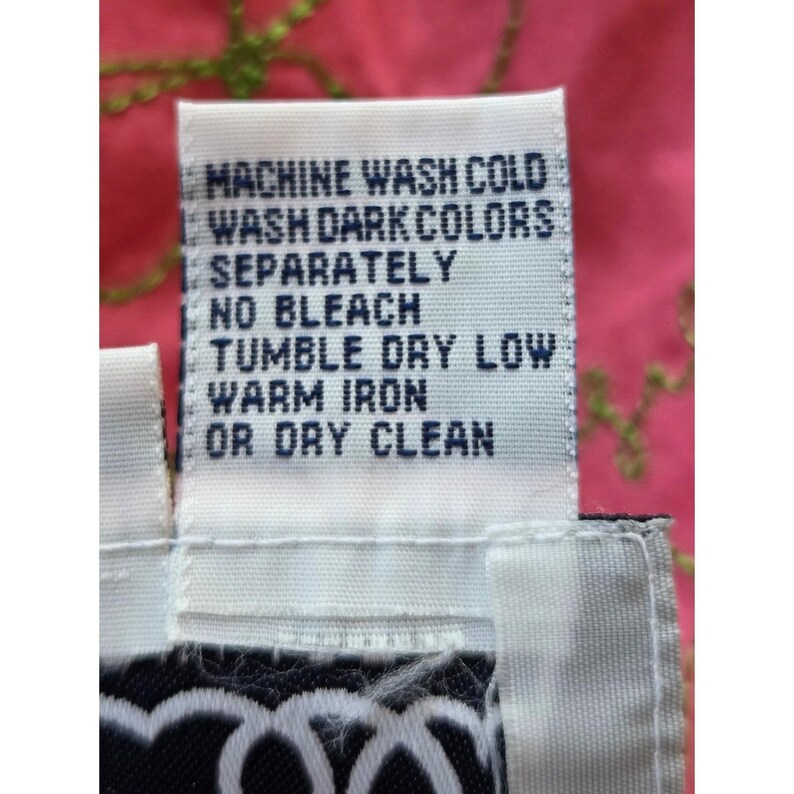 MACHINE WASH COLD
WASH DARK COLORS
SEPARATELY
NO BLEACH
TUMBLE DRY LOW
WARM IRON
OR DRY CLEAN